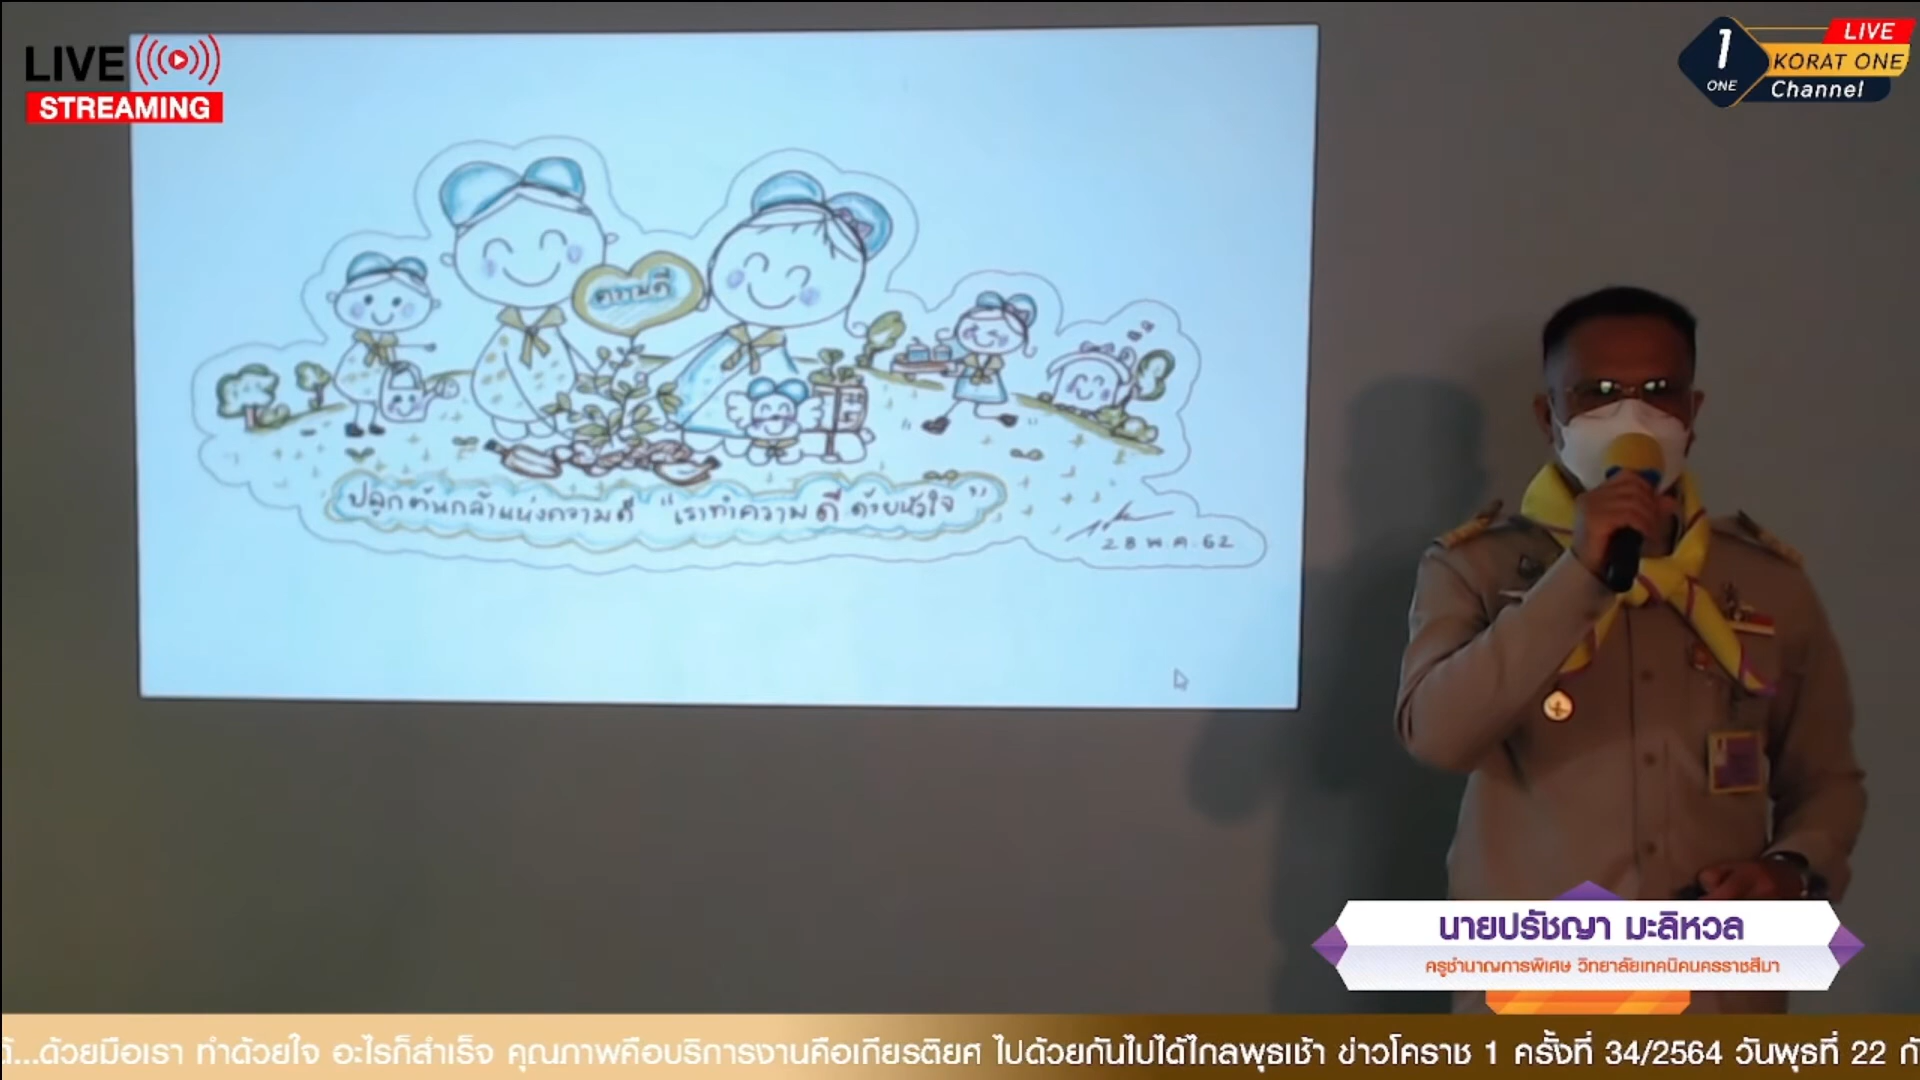 LIVE
STREAMING
1
ONE
LIVE
KORAT ONE
Channel
ความดี
ปลูกต้นกล้าแห่งความดี "เราทำความ ดี ด้วยหัวใจ"
28 พ.ค. 62
นายปรัชญา มะลิหวล
ครูชำนาญการพิเศษ วิทยาลัยเทคนิคนครราชสีมา
...ด้วยมือเรา ทำด้วยใจ อะไรก็สำเร็จ คุณภาพคือบริการงานคือเกียรติยศ ไปด้วยกันไปได้ไกลพุธเช้า ข่าวโคราช 1 ครั้งที่ 34/2564 วันพุธที่ 22